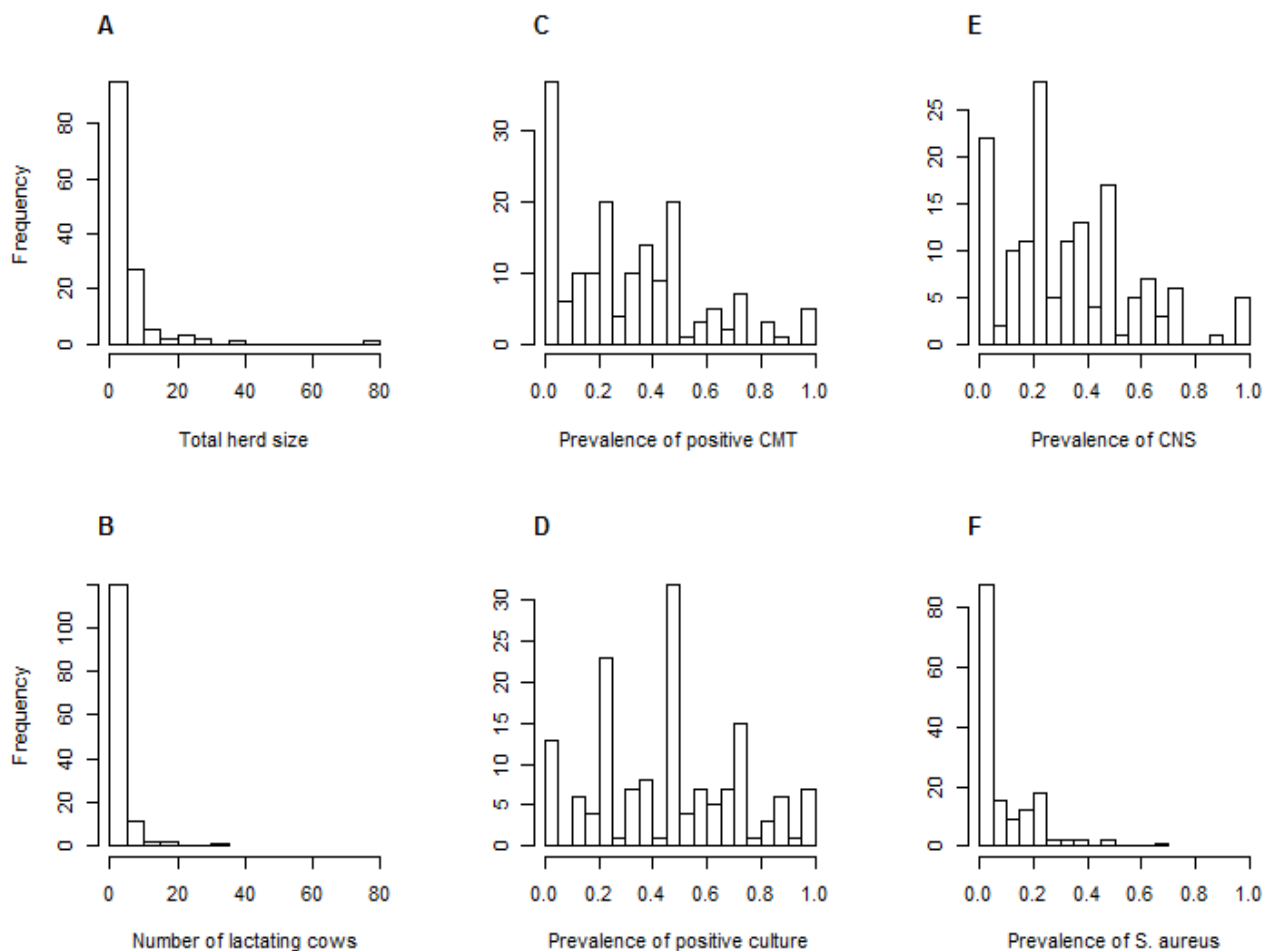 A
Frequency
0 20 40 60 80
0 20 40 60 80
Total herd size
C
0 10 20 30
0.0 0.2 0.4 0.6 0.8 1.0
Prevalence of positive CMT
E
0 5 10 15 20 25
0.0 0.2 0.4 0.6 0.8 1.0
Prevalence of CNS
B
Frequency
0 20 40 60 80 100
0 20 40 60 80
Number of lactating cows
D
0 5 10 15 20 25 30
0.0 0.2 0.4 0.6 0.8 1.0
Prevalence of positive culture
F
0 20 40 60 80
0.0 0.2 0.4 0.6 0.8 1.0
Prevalence of S. aureus